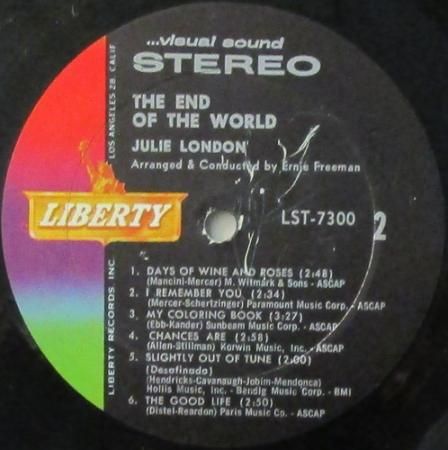 ...visual sound
STEREO
THE END
OF THE WORLD
JULIE LONDON
Arranged & Conducted by Ernie Freeman
LOS ANGELES 28, CALIF
LIBERTY
LIBERTY RECORDS, INC.
LST-7300
2
1. DAYS OF WINE AND ROSES (2:48)
(Mancini-Mercer) M. Witmark & Sons - ASCAP
2. I REMEMBER YOU (2:34)
(Mercer-Schertzinger) Paramount Music Corp. - ASCAP
3. MY COLORING BOOK (3:27)
(Ebb-Kander) Sunbeam Music Corp. - ASCAP
4. CHANCES ARE (2:58)
(Allen-Stillman) Korwin Music, Inc. - ASCAP
5. SLIGHTLY OUT OF TUNE (2:00)
(Desafinado)
(Hendricks-Cavanaugh-Jobim-Mendonca)
Hollis Music, Inc. - Bendig Music Corp. - BMI
6. THE GOOD LIFE (2:50)
(Distel-Reardon) Paris Music Co. - ASCAP